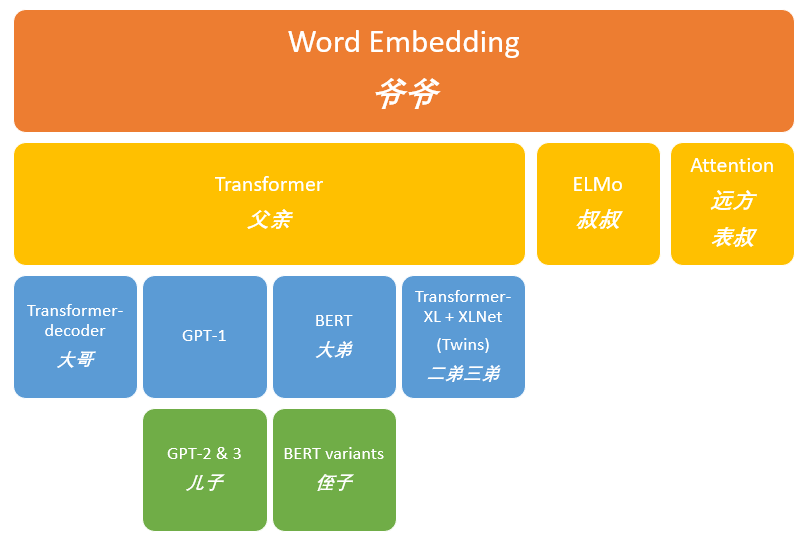 Word Embedding
爷爷
Transformer
父亲
ELMo
叔叔
Attention
远方
表叔
Transformer-
decoder
大哥
GPT-1
BERT
大弟
Transformer-
XL + XLNet
(Twins)
二弟三弟
GPT-2 & 3
儿子
BERT variants
侄子